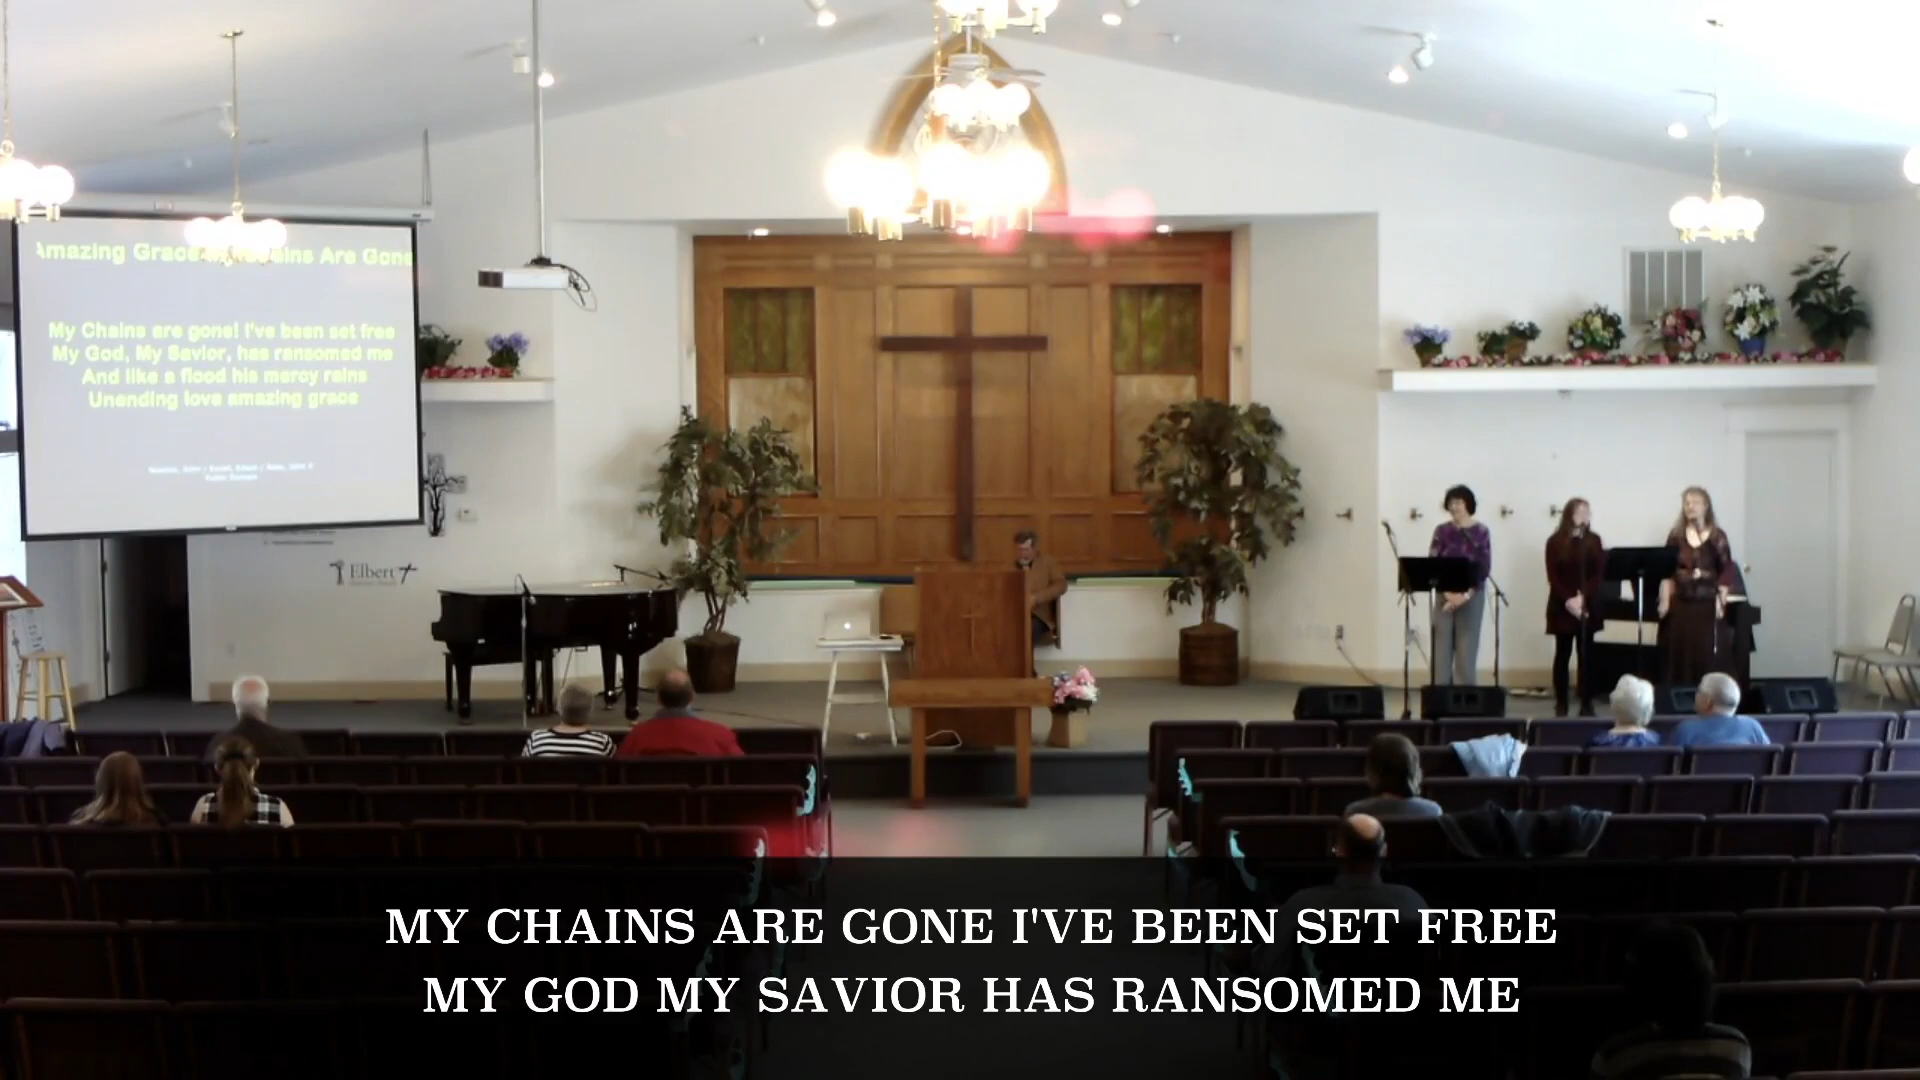 Amazing Grace My Chains Are Gone
My Chains are gone! I've been set free
My God, My Savior, has ransomed me
And like a flood his mercy rains
Unending love amazing grace
Elbert
MY CHAINS ARE GONE I'VE BEEN SET FREE
MY GOD MY SAVIOR HAS RANSOMED ME